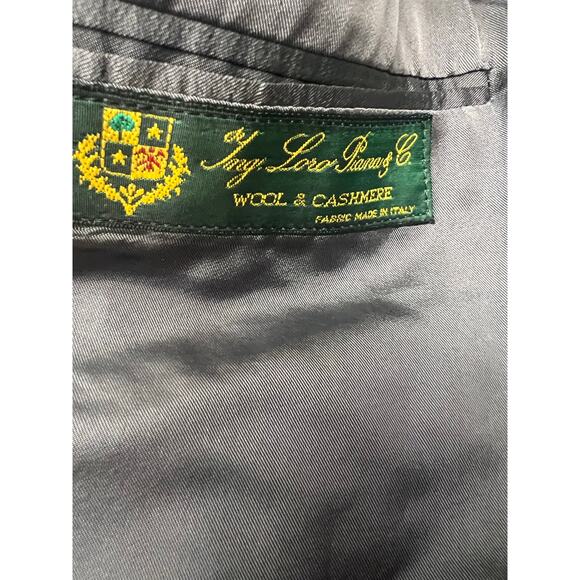 Ing Loro Piana & C.
WOOL & CASHMERE
FABRIC MADE IN ITALY